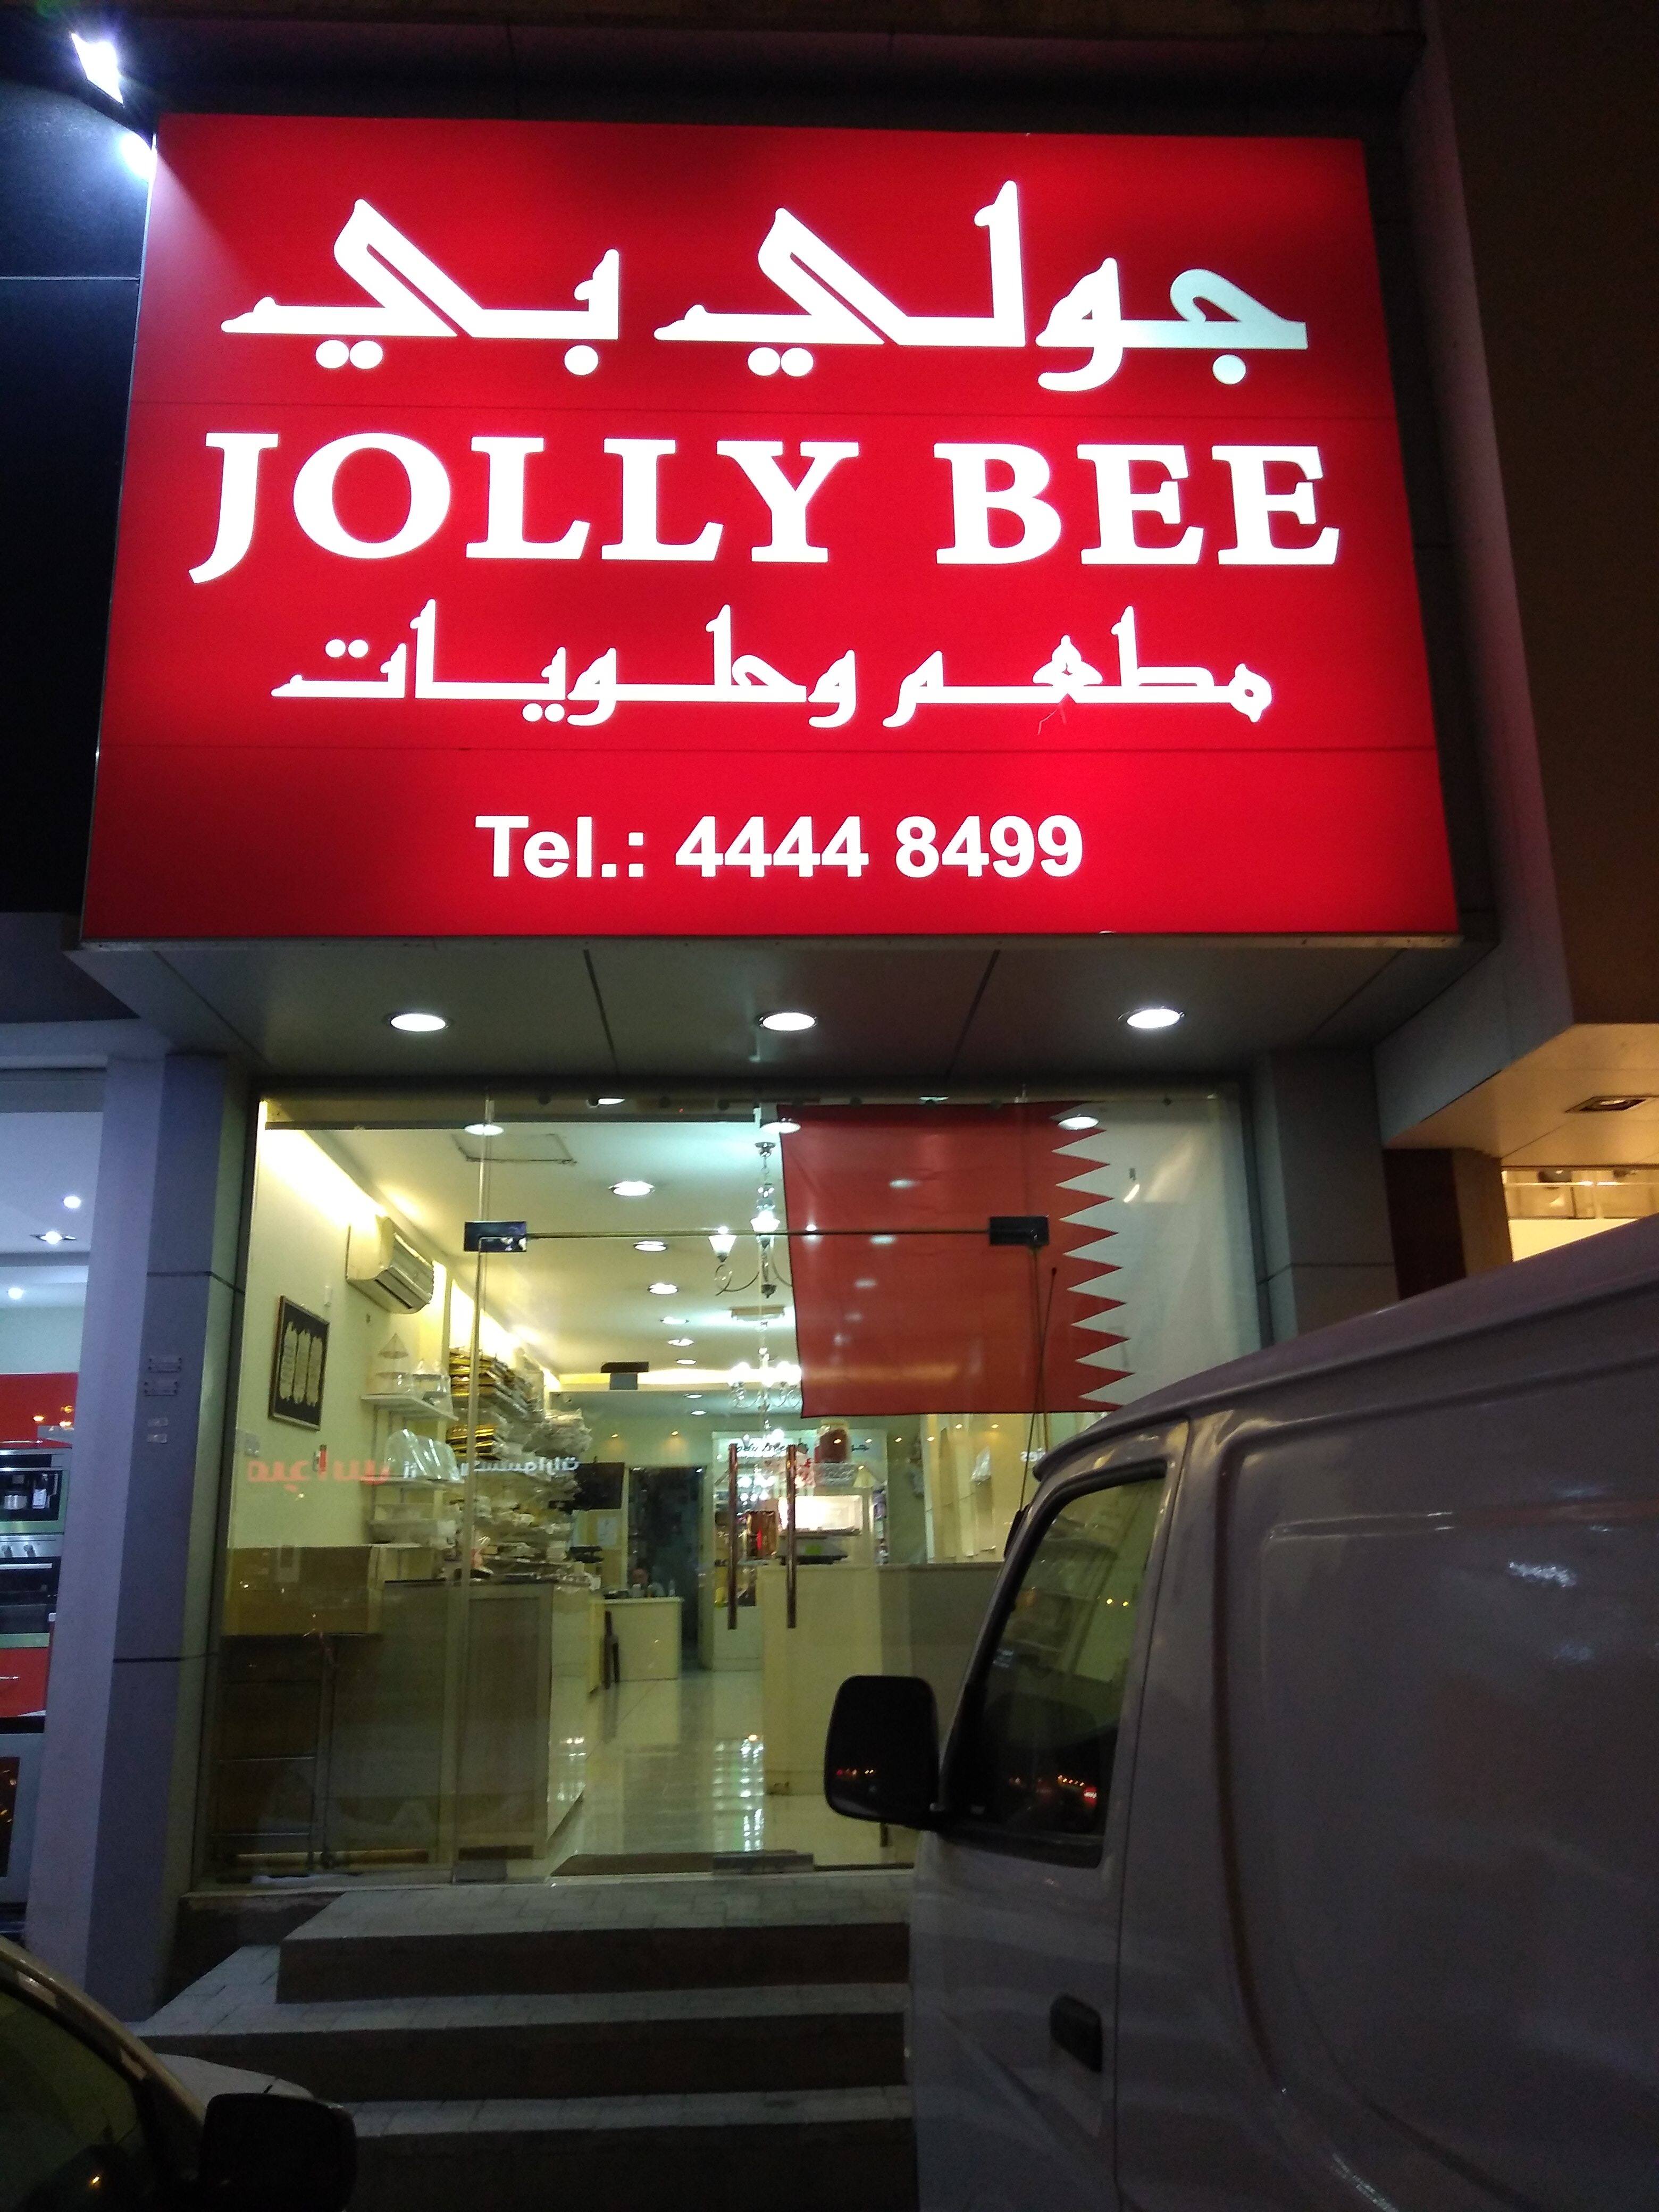 جولي بي
JOLLY BEE
مطعم وحلويات
Tel.: 4444 8499